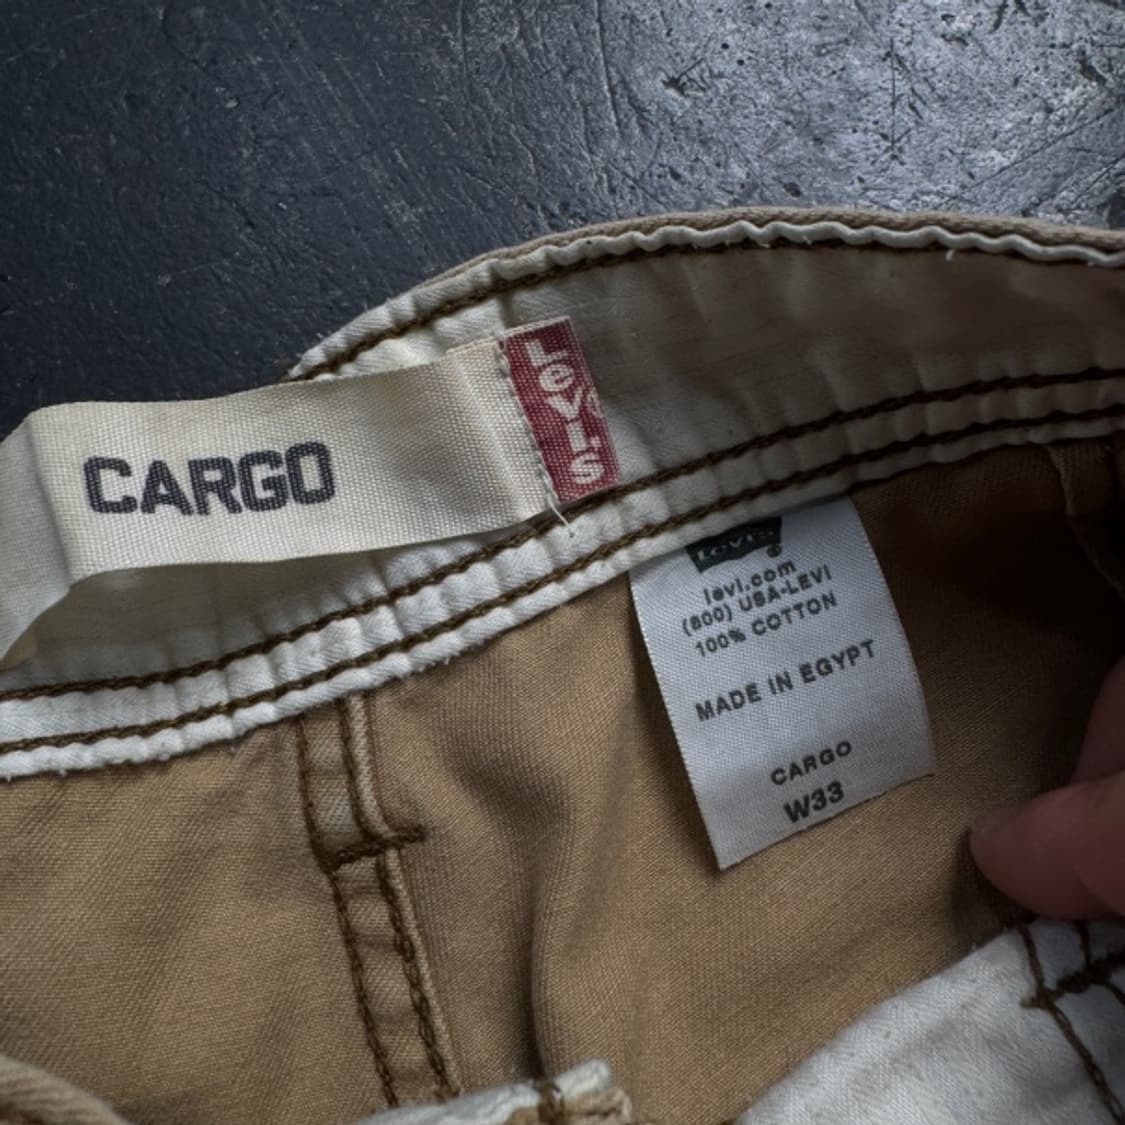 CARGO
LEVI'S
Levi's
®
levi.com
(800) USA-LEVI
100% COTTON
MADE IN EGYPT
CARGO
W33